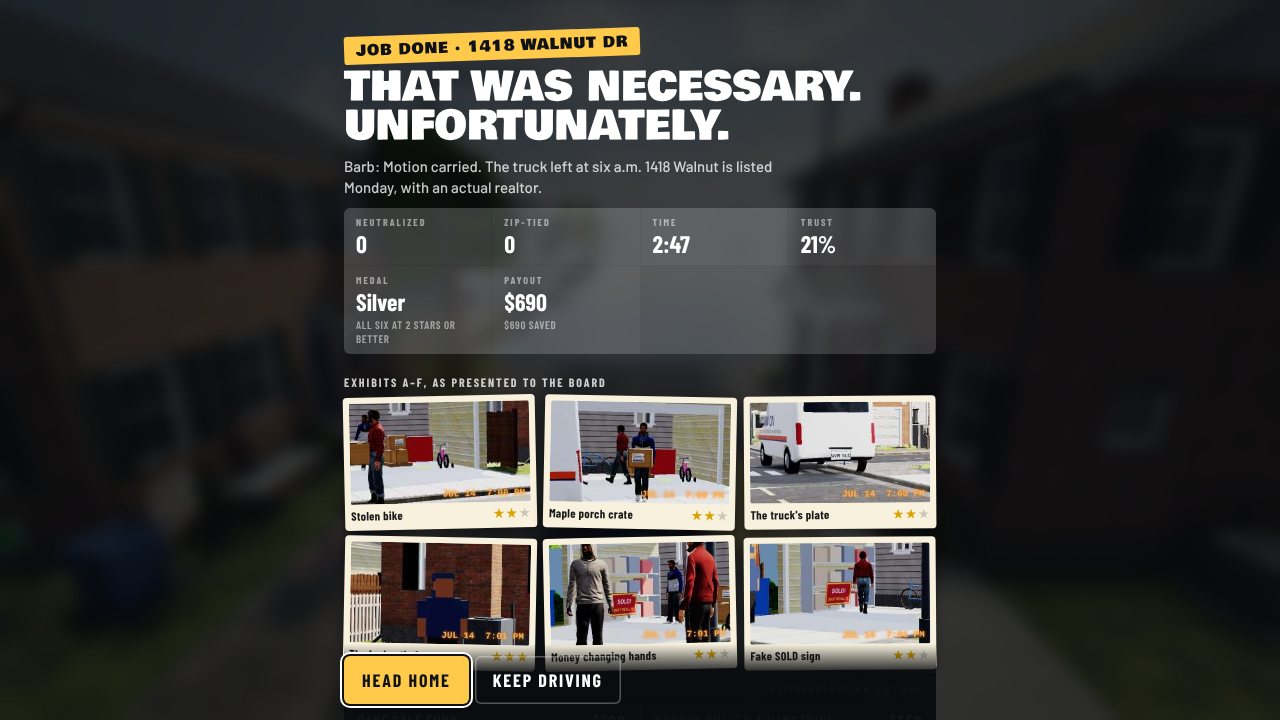 JOB DONE · 1418 WALNUT DR
THAT WAS NECESSARY.
UNFORTUNATELY.
Barb: Motion carried. The truck left at six a.m. 1418 Walnut is listed
Monday, with an actual realtor.
NEUTRALIZED
0
ZIP-TIED
0
TIME
2:47
TRUST
21%
MEDAL
Silver
ALL SIX AT 2 STARS OR
BETTER
PAYOUT
$690
$690 SAVED
EXHIBITS A–F, AS PRESENTED TO THE BOARD
JUL 14 7:00 PM
Stolen bike
JUL 14 7:00 PM
Maple porch crate
JUL 14 7:00 PM
The truck's plate
JUL 14 7:01 PM
SOLD!
JUL 14 7:01 PM
Money changing hands
SOLD!
JUL 14 7:01 PM
Fake SOLD sign
HEAD HOME
KEEP DRIVING